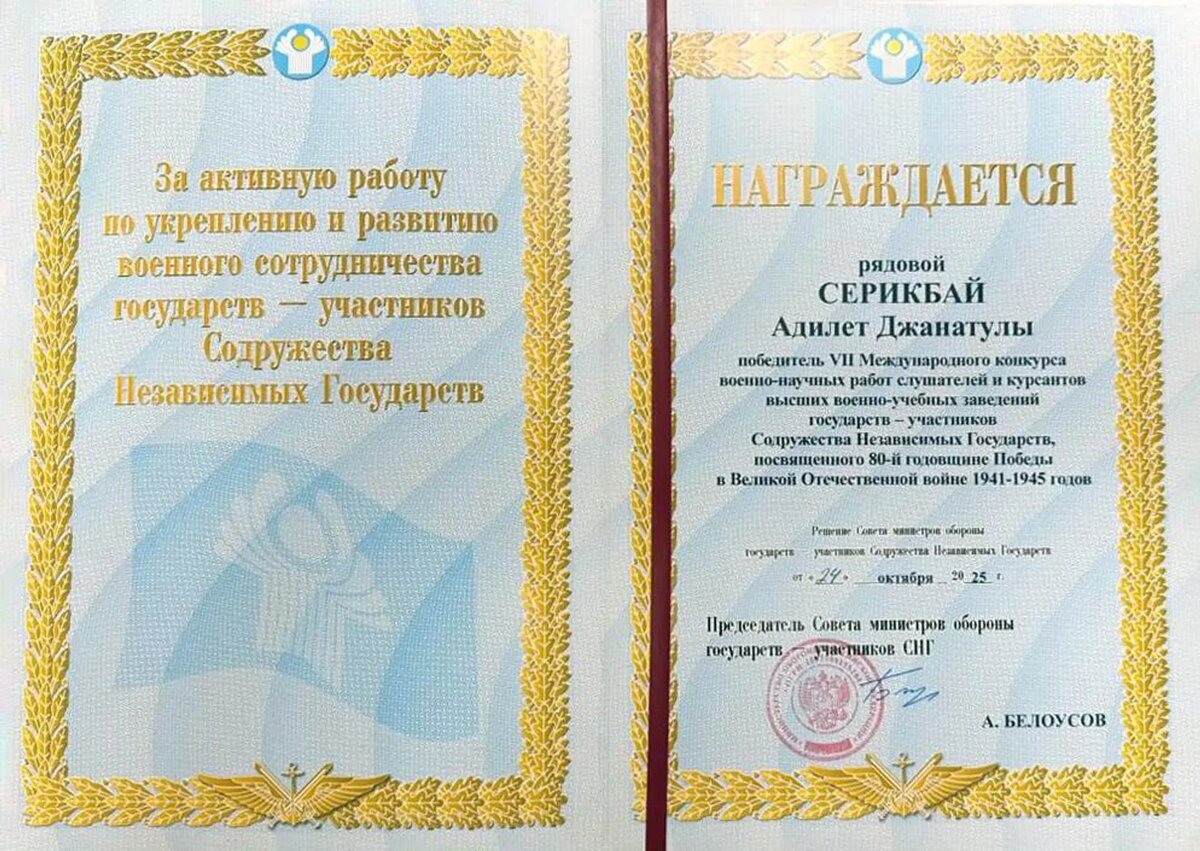 За активную работу
по укреплению и развитию
военного сотрудничества
государств — участников
Содружества
Независимых Государств
НАГРАЖДАЕТСЯ
рядовой
СЕРИКБАЙ
Адилет Джанатулы
победитель VII Международного конкурса
военно-научных работ слушателей и курсантов
высших военно-учебных заведений
государств – участников
Содружества Независимых Государств,
посвященного 80-й годовщине Победы
в Великой Отечественной войне 1941-1945 годов
Решение Совета министров обороны
государств — участников Содружества Независимых Государств
от «24» октября 2025 г.
Председатель Совета министров обороны
государств — участников СНГ
А. БЕЛОУСОВ